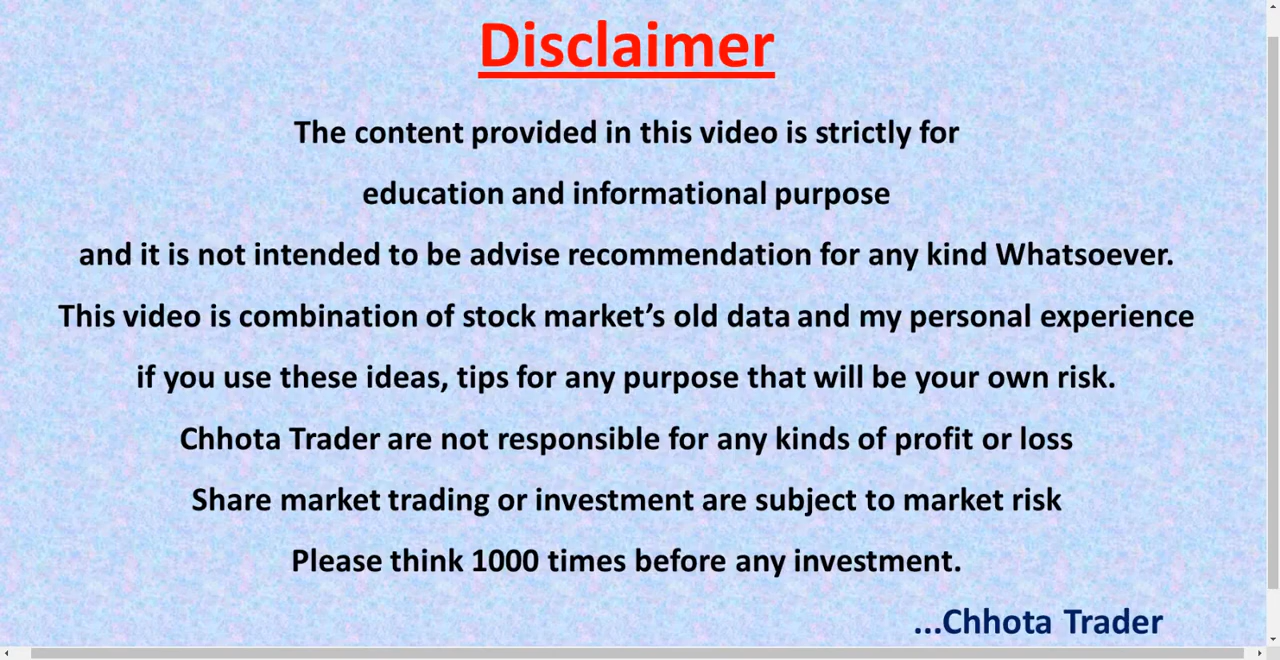 Disclaimer
The content provided in this video is strictly for
education and informational purpose
and it is not intended to be advise recommendation for any kind Whatsoever.
This video is combination of stock market’s old data and my personal experience
if you use these ideas, tips for any purpose that will be your own risk.
Chhota Trader are not responsible for any kinds of profit or loss
Share market trading or investment are subject to market risk
Please think 1000 times before any investment.
...Chhota Trader